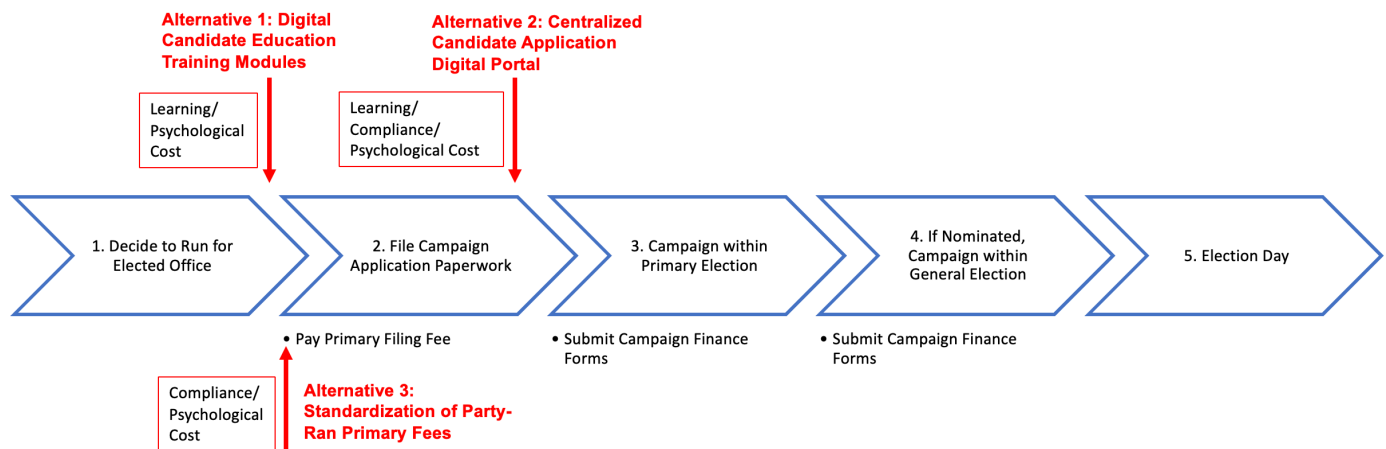 Alternative 1: Digital
Candidate Education
Training Modules
Alternative 2: Centralized
Candidate Application
Digital Portal
Learning/
Psychological
Cost
Learning/
Compliance/
Psychological Cost
1. Decide to Run for
Elected Office
2. File Campaign
Application Paperwork
3. Campaign within
Primary Election
4. If Nominated,
Campaign within
General Election
5. Election Day
• Pay Primary Filing Fee
• Submit Campaign Finance
Forms
• Submit Campaign Finance
Forms
Compliance/
Psychological
Cost
Alternative 3:
Standardization of Party-
Ran Primary Fees